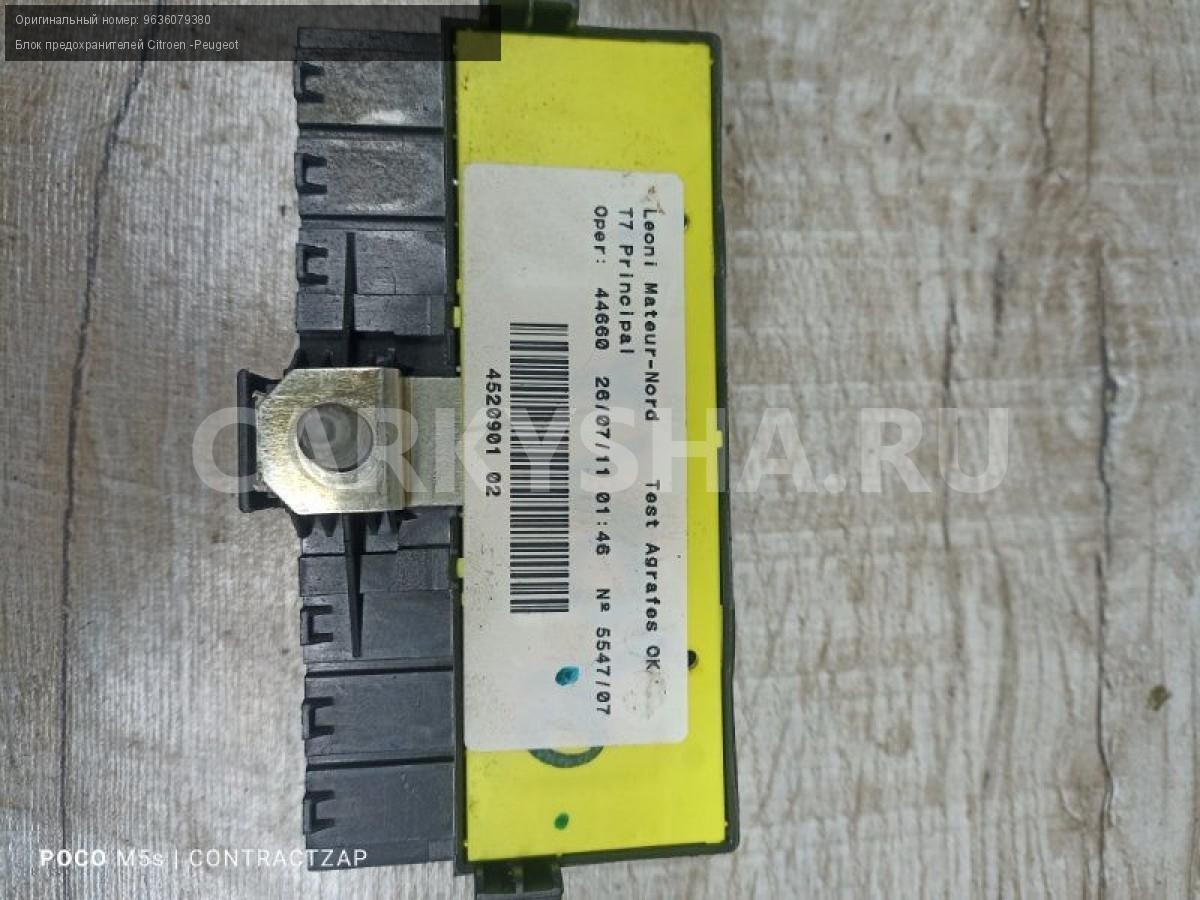 Оригинальный номер: 9636079380
Блок предохранителей Citroen -Peugeot
Leoni Mateur-Nord Test Agrafes OK
T7 Principal
Oper: 44660 26/07/11 01:46 Nº 5547/07
4520901 02
CARKYSHA.RU
POCO M5s | CONTRACTZAP